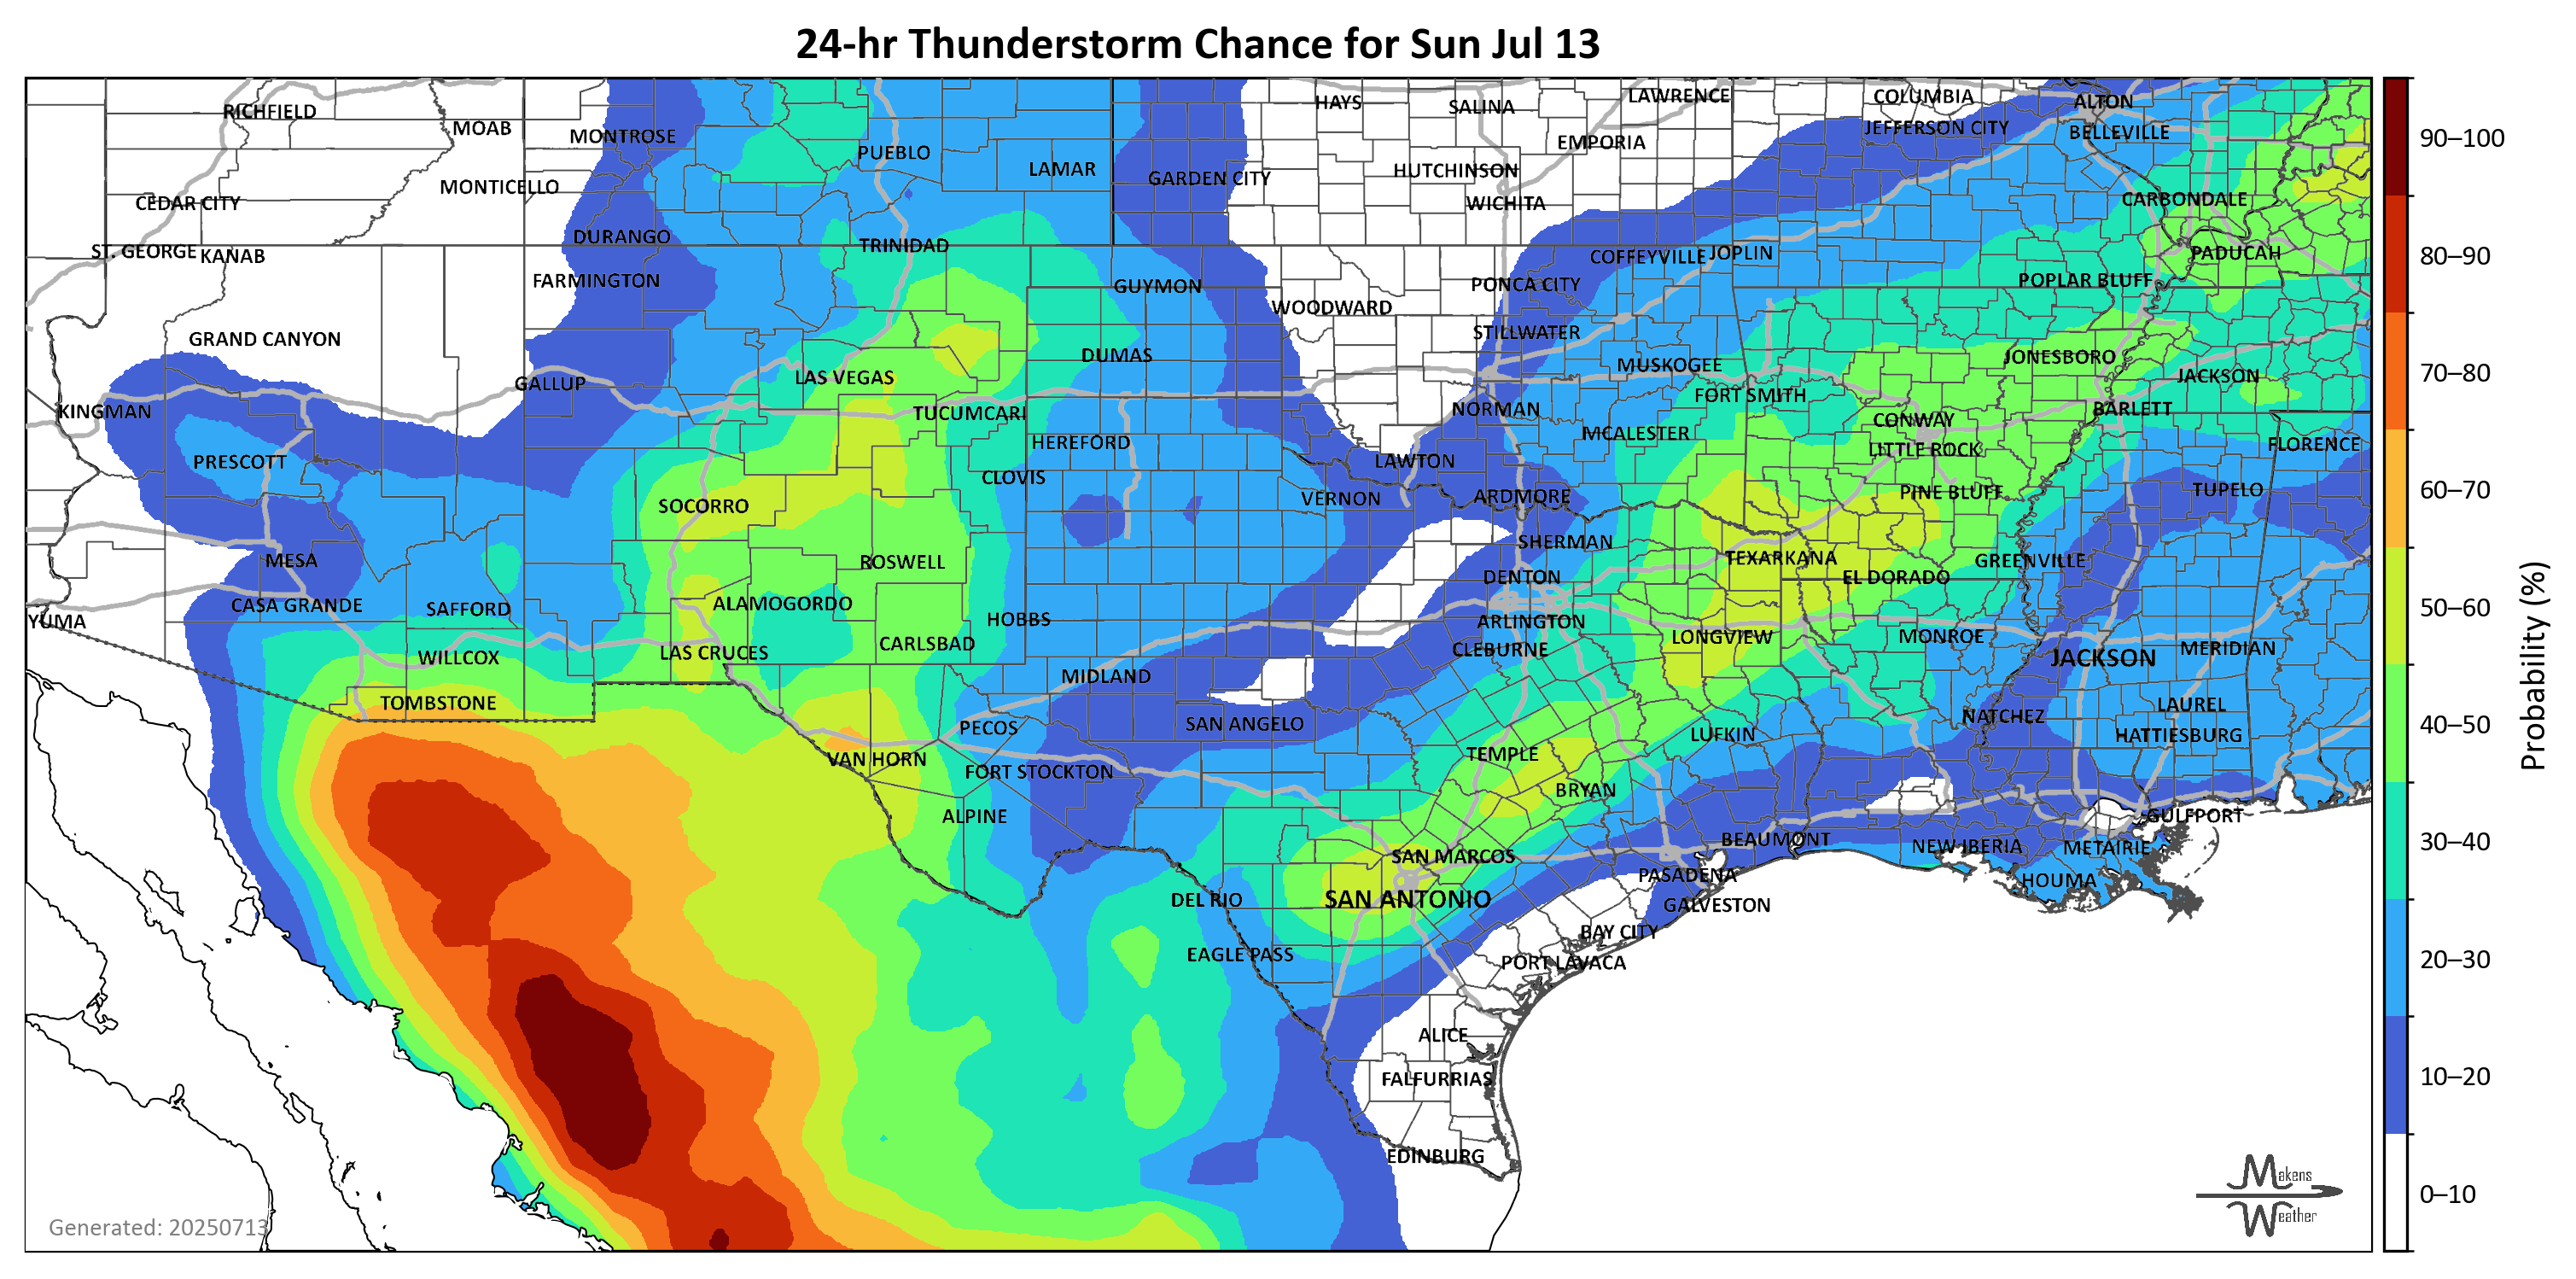 24-hr Thunderstorm Chance for Sun Jul 13
RICHFIELD
MOAB
MONTROSE
PUEBLO
LAMAR
GARDEN CITY
HAYS
SALINA
LAWRENCE
EMPORIA
COLUMBIA
JEFFERSON CITY
ALTON
BELLEVILLE
CEDAR CITY
MONTICELLO
HUTCHINSON
WICHITA
CARBONDALE
ST. GEORGE
KANAB
DURANGO
TRINIDAD
COFFEYVILLE
JOPLIN
PADUCAH
FARMINGTON
GUYMON
WOODWARD
PONCA CITY
POPLAR BLUFF
GRAND CANYON
DUMAS
STILLWATER
MUSKOGEE
JONESBORO
GALLUP
LAS VEGAS
FORT SMITH
JACKSON
KINGMAN
TUCUMCARI
NORMAN
CONWAY
BARLETT
PRESCOTT
HEREFORD
MCALESTER
LITTLE ROCK
FLORENCE
CLOVIS
LAWTON
SOCORRO
VERNON
ARDMORE
PINE BLUFF
TUPELO
MESA
ROSWELL
SHERMAN
TEXARKANA
GREENVILLE
CASA GRANDE
SAFFORD
ALAMOGORDO
DENTON
EL DORADO
YUMA
HOBBS
ARLINGTON
WILLCOX
LAS CRUCES
CARLSBAD
CLEBURNE
LONGVIEW
MONROE
JACKSON
MERIDIAN
TOMBSTONE
MIDLAND
PECOS
SAN ANGELO
NATCHEZ
LAUREL
VAN HORN
FORT STOCKTON
TEMPLE
LUFKIN
HATTIESBURG
ALPINE
BRYAN
GULFPORT
SAN MARCOS
BEAUMONT
NEW IBERIA
METAIRIE
DEL RIO
SAN ANTONIO
PASADENA
GALVESTON
HOUMA
EAGLE PASS
BAY CITY
PORT LAVACA
ALICE
FALFURRIAS
EDINBURG
Generated: 20250713
Makens
Weather
90–100
80–90
70–80
60–70
50–60
40–50
30–40
20–30
10–20
0–10
Probability (%)